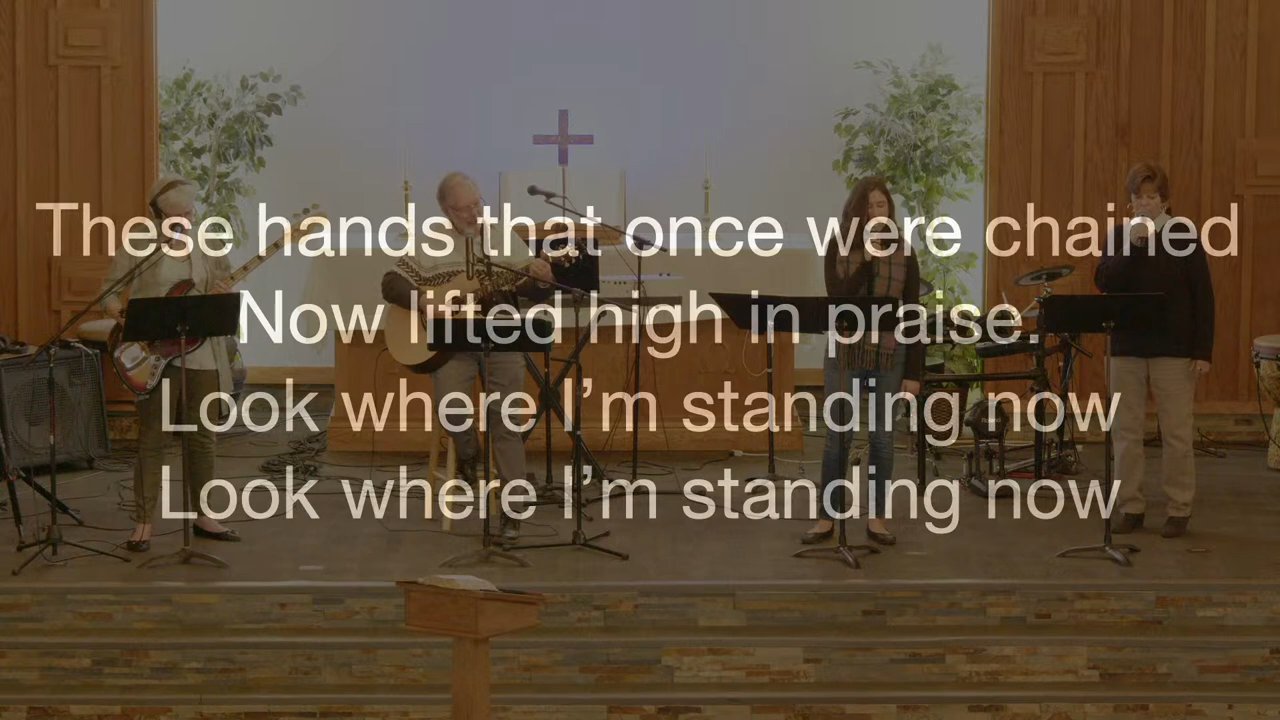 These hands that once were chained
Now lifted high in praise.
Look where I’m standing now
Look where I’m standing now